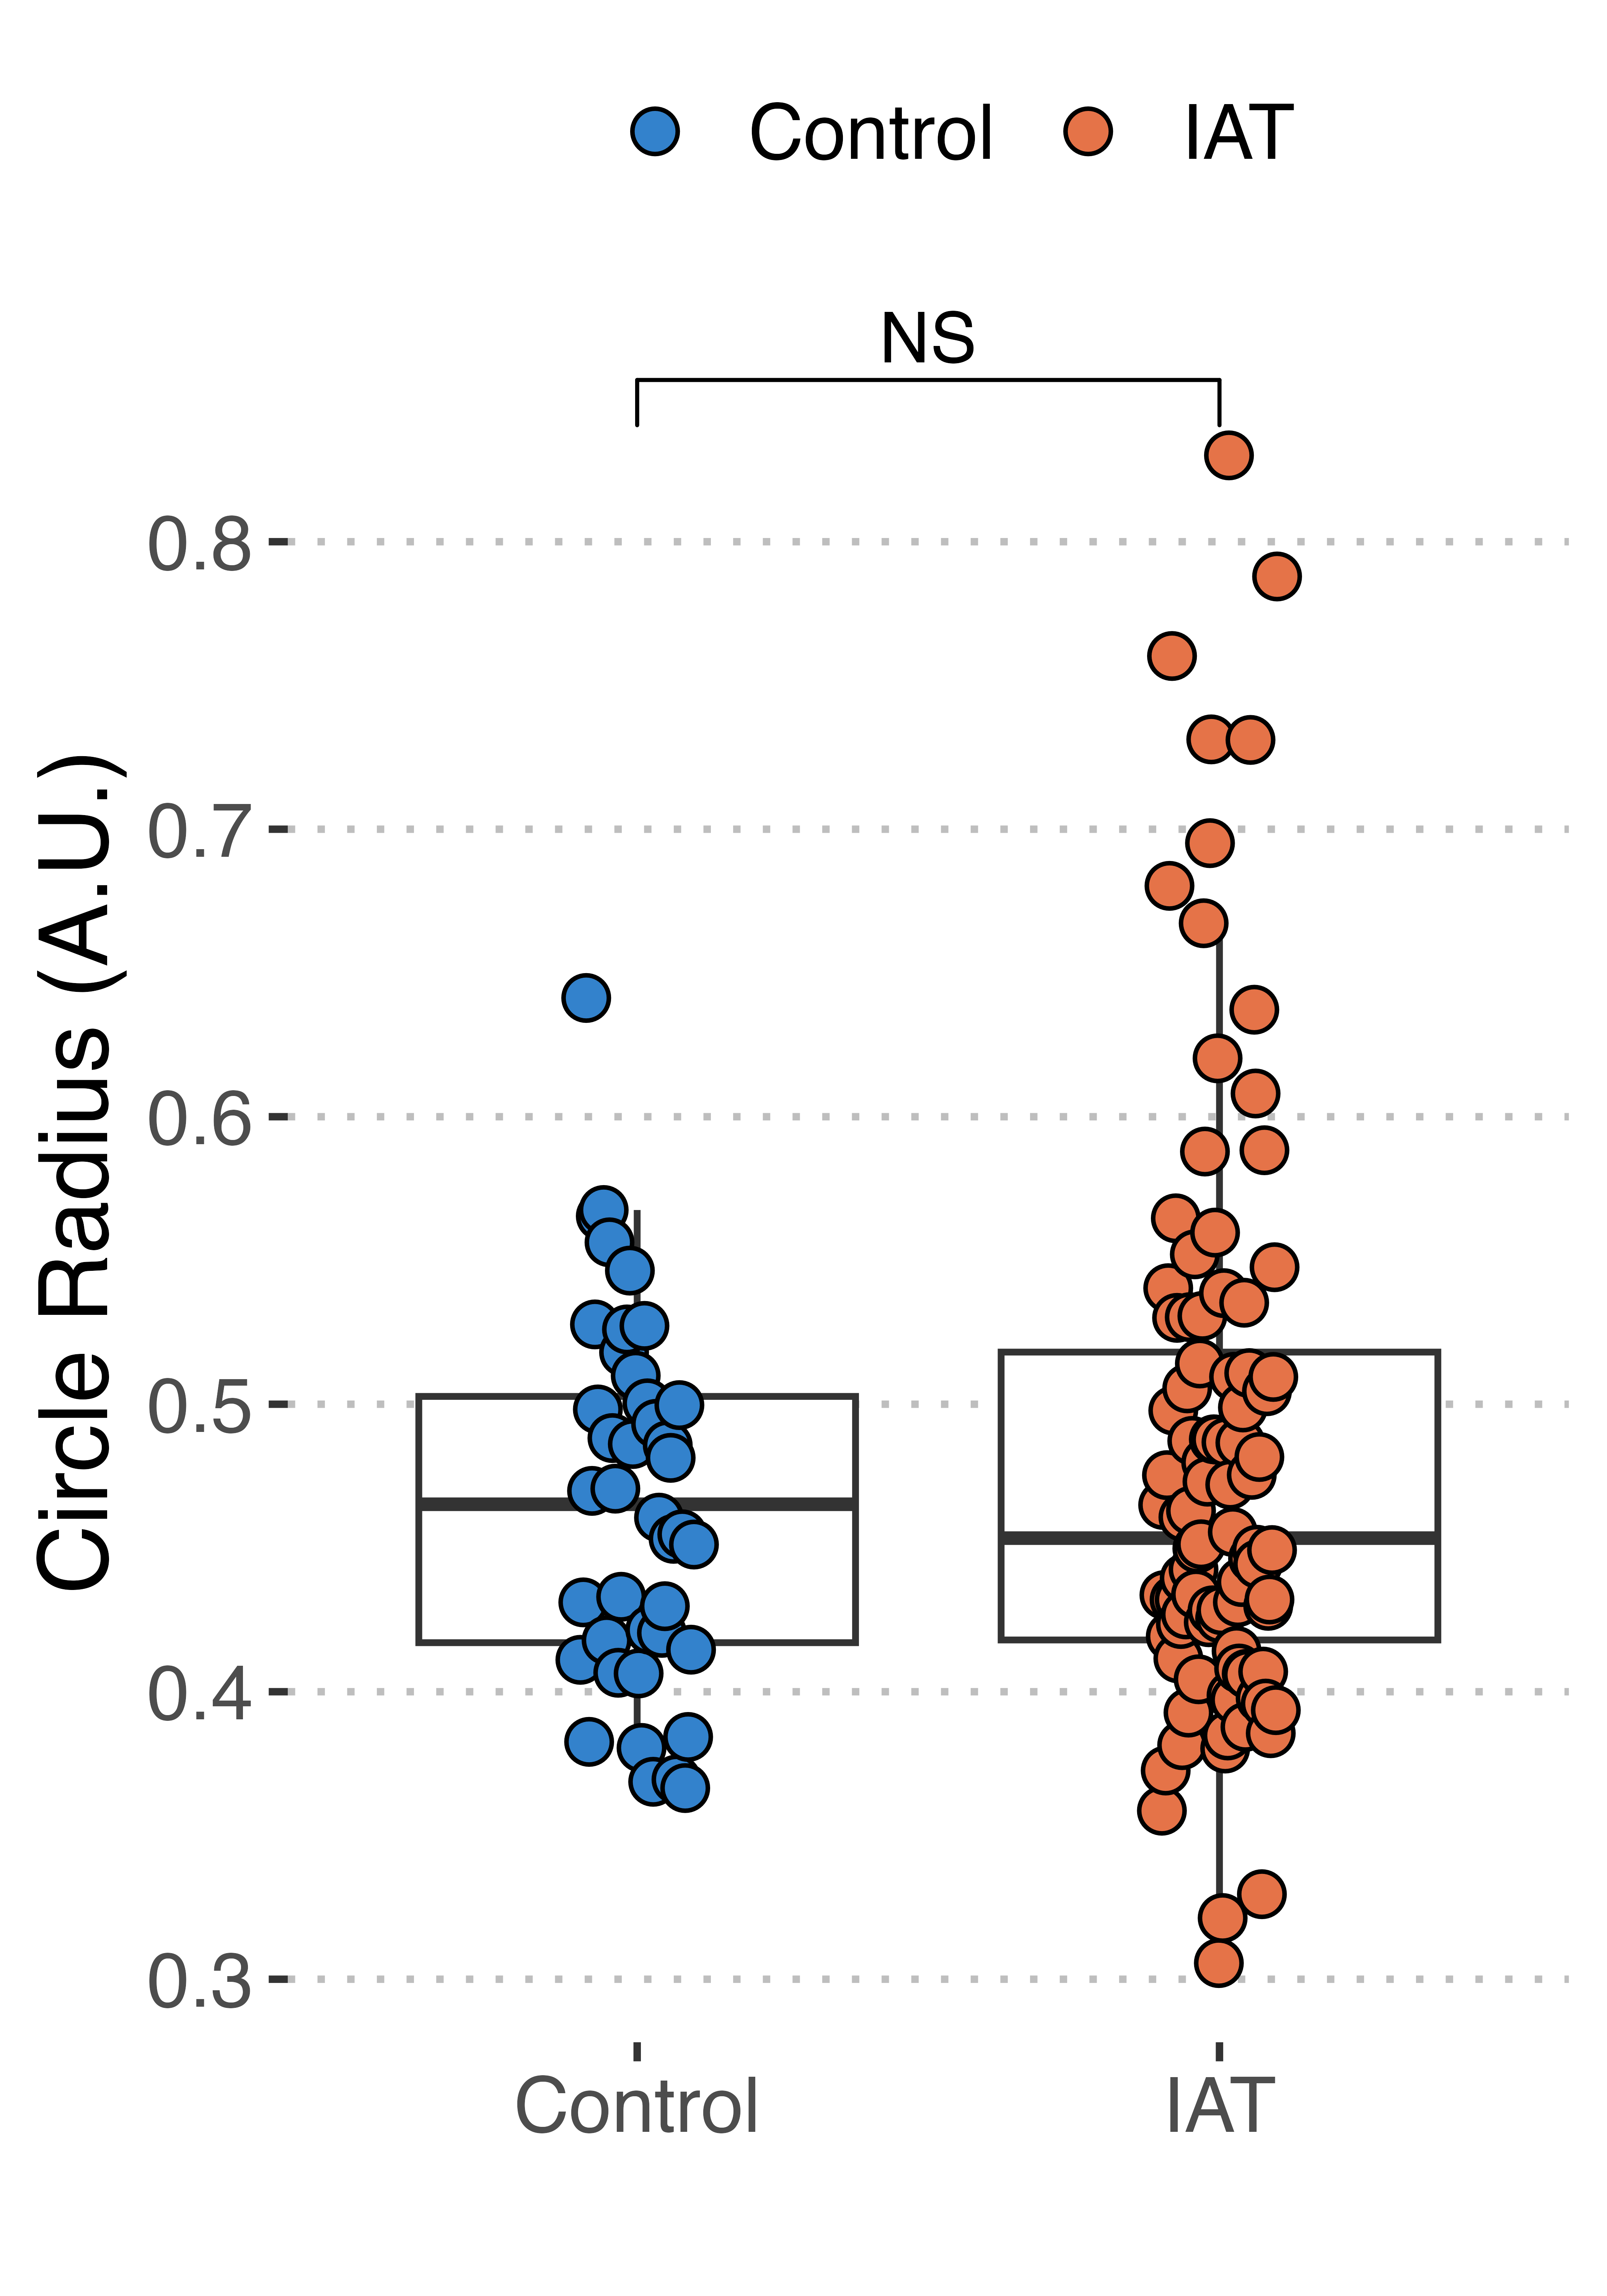 Control IAT
NS
Circle Radius (A.U.)
0.8
0.7
0.6
0.5
0.4
0.3
Control IAT